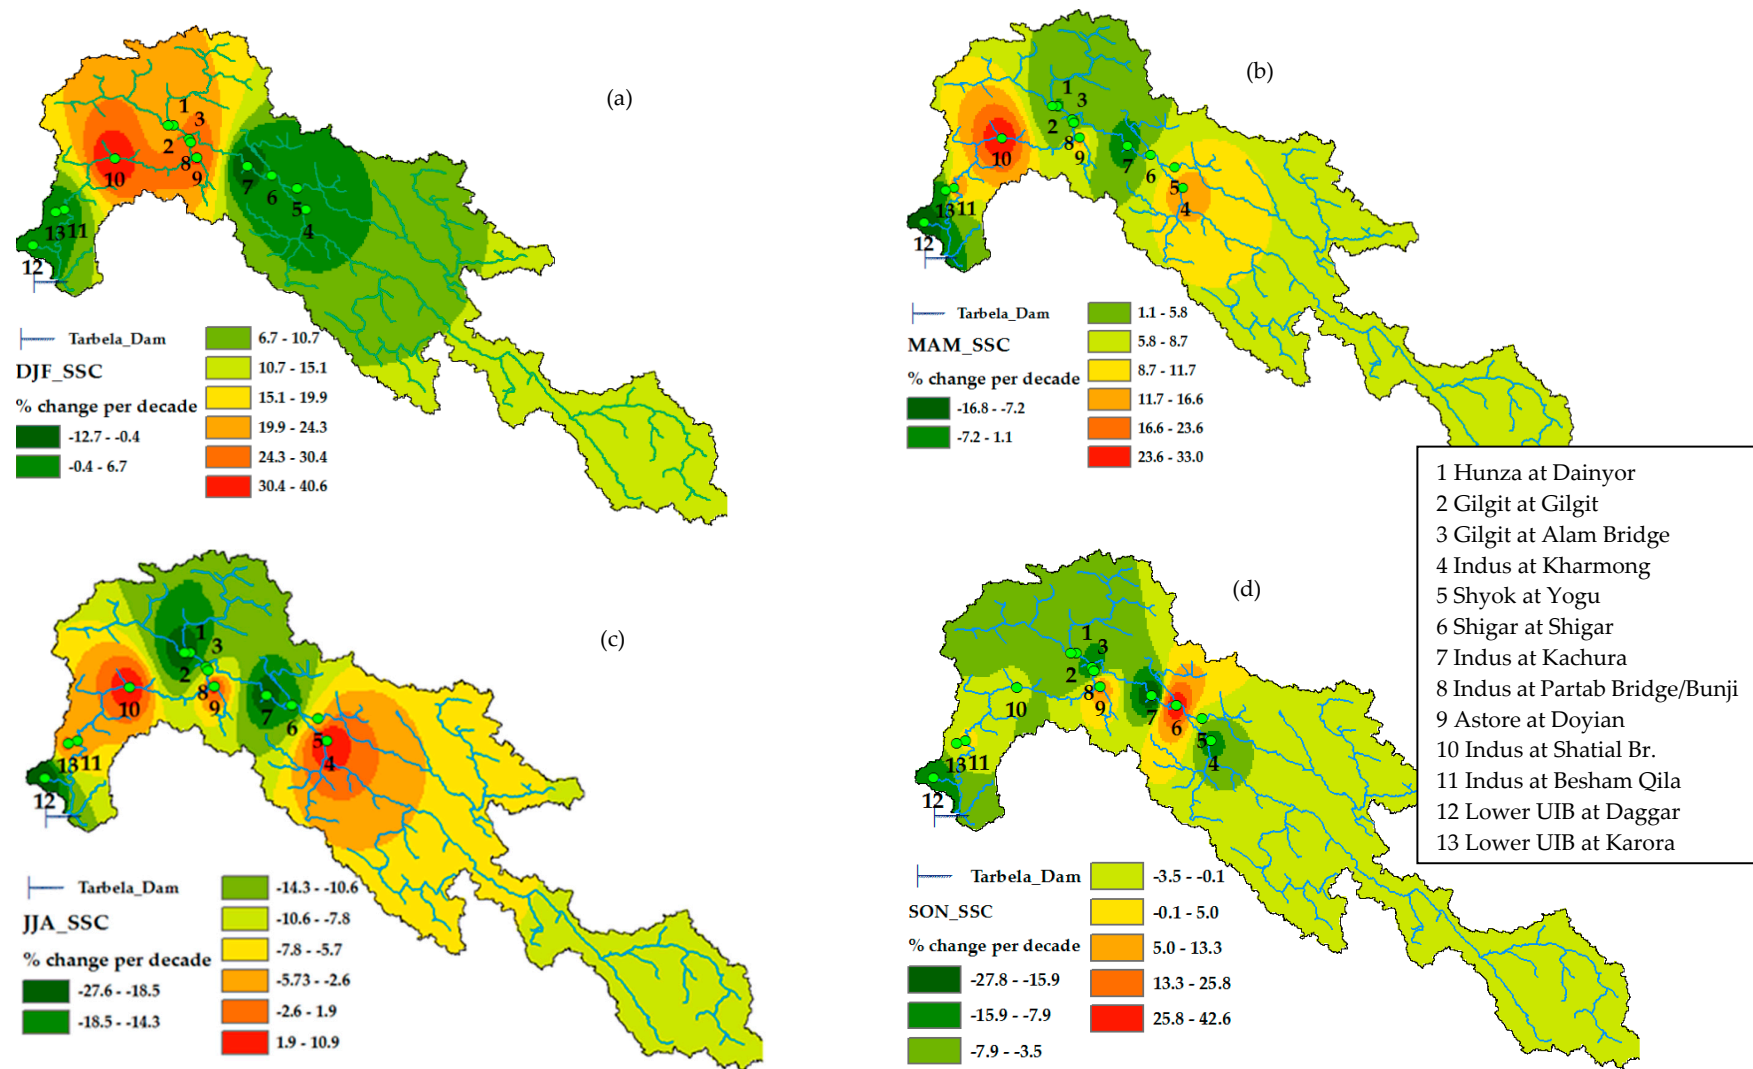 (a)
1
3
2
8
9
10
7
6
5
4
13 11
12
Tarbela_Dam
DJF_SSC
% change per decade
-12.7 - -0.4
-0.4 - 6.7
6.7 - 10.7
10.7 - 15.1
15.1 - 19.9
19.9 - 24.3
24.3 - 30.4
30.4 - 40.6
(b)
1
3
2
8
9
10
7
6
5
4
13 11
12
Tarbela_Dam
MAM_SSC
% change per decade
-16.8 - -7.2
-7.2 - 1.1
1.1 - 5.8
5.8 - 8.7
8.7 - 11.7
11.7 - 16.6
16.6 - 23.6
23.6 - 33.0
1 Hunza at Dainyor
2 Gilgit at Gilgit
3 Gilgit at Alam Bridge
4 Indus at Kharmong
5 Shyok at Yogu
6 Shigar at Shigar
7 Indus at Kachura
8 Indus at Partab Bridge/Bunji
9 Astore at Doyian
10 Indus at Shatial Br.
11 Indus at Besham Qila
12 Lower UIB at Daggar
13 Lower UIB at Karora
(c)
1
3
2
8
9
10
7
6
5
4
13 11
12
Tarbela_Dam
JJA_SSC
% change per decade
-27.6 - -18.5
-18.5 - -14.3
-14.3 - -10.6
-10.6 - -7.8
-7.8 - -5.7
-5.73 - -2.6
-2.6 - 1.9
1.9 - 10.9
(d)
1
3
2
8
9
10
7
6
5
4
13 11
12
Tarbela_Dam
SON_SSC
% change per decade
-27.8 - -15.9
-15.9 - -7.9
-7.9 - -3.5
-3.5 - -0.1
-0.1 - 5.0
5.0 - 13.3
13.3 - 25.8
25.8 - 42.6